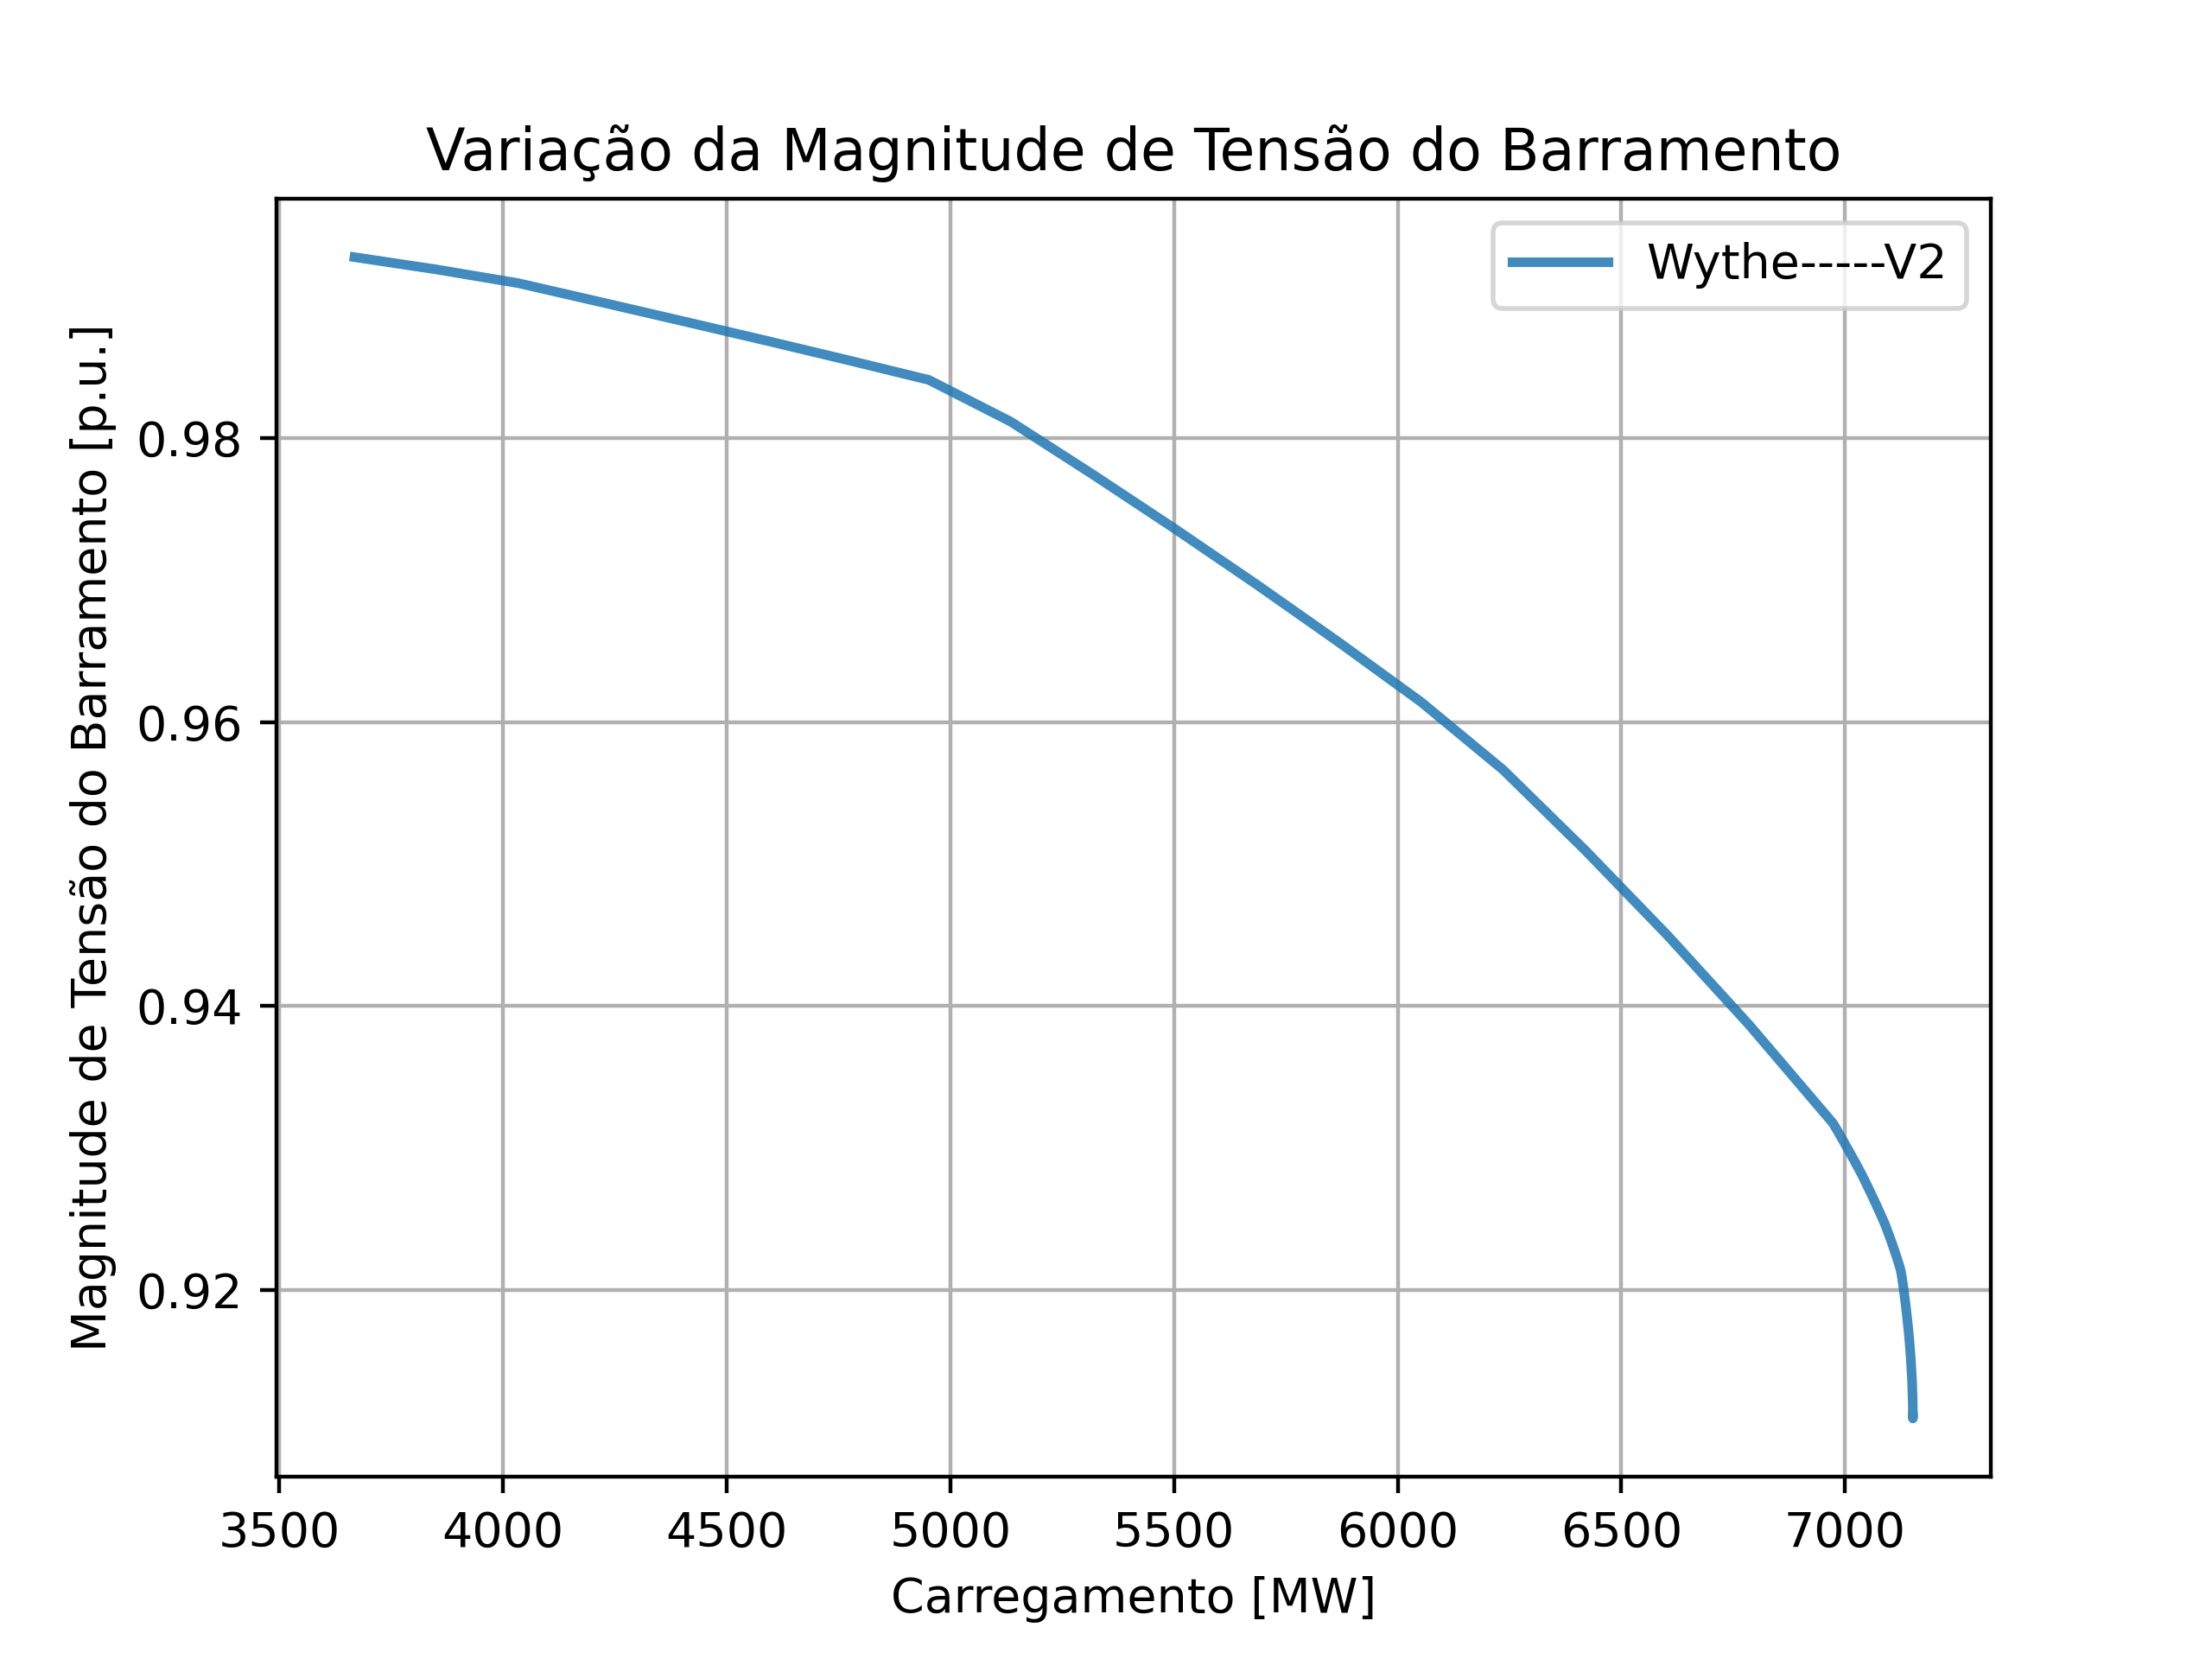 Variação da Magnitude de Tensão do Barramento
Wythe-----V2
Magnitude de Tensão do Barramento [p.u.]
0.98
0.96
0.94
0.92
3500 4000 4500 5000 5500 6000 6500 7000
Carregamento [MW]